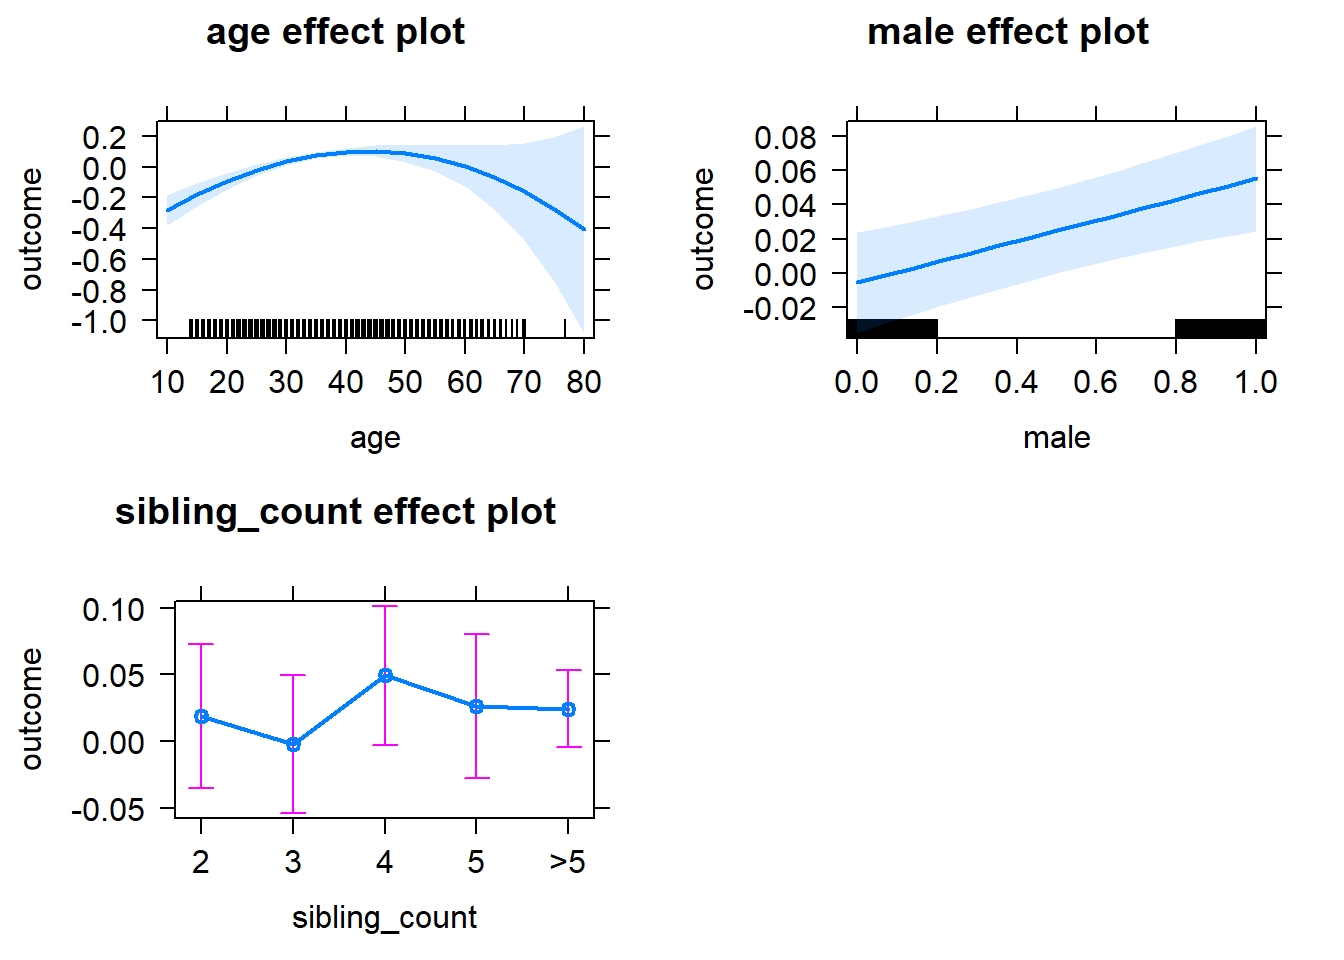 age effect plot
outcome
0.2
0.0
-0.2
-0.4
-0.6
-0.8
-1.0
10 20 30 40 50 60 70 80
age
male effect plot
outcome
0.08
0.06
0.04
0.02
0.00
-0.02
0.0 0.2 0.4 0.6 0.8 1.0
male
sibling_count effect plot
outcome
0.10
0.05
0.00
-0.05
2 3 4 5 >5
sibling_count